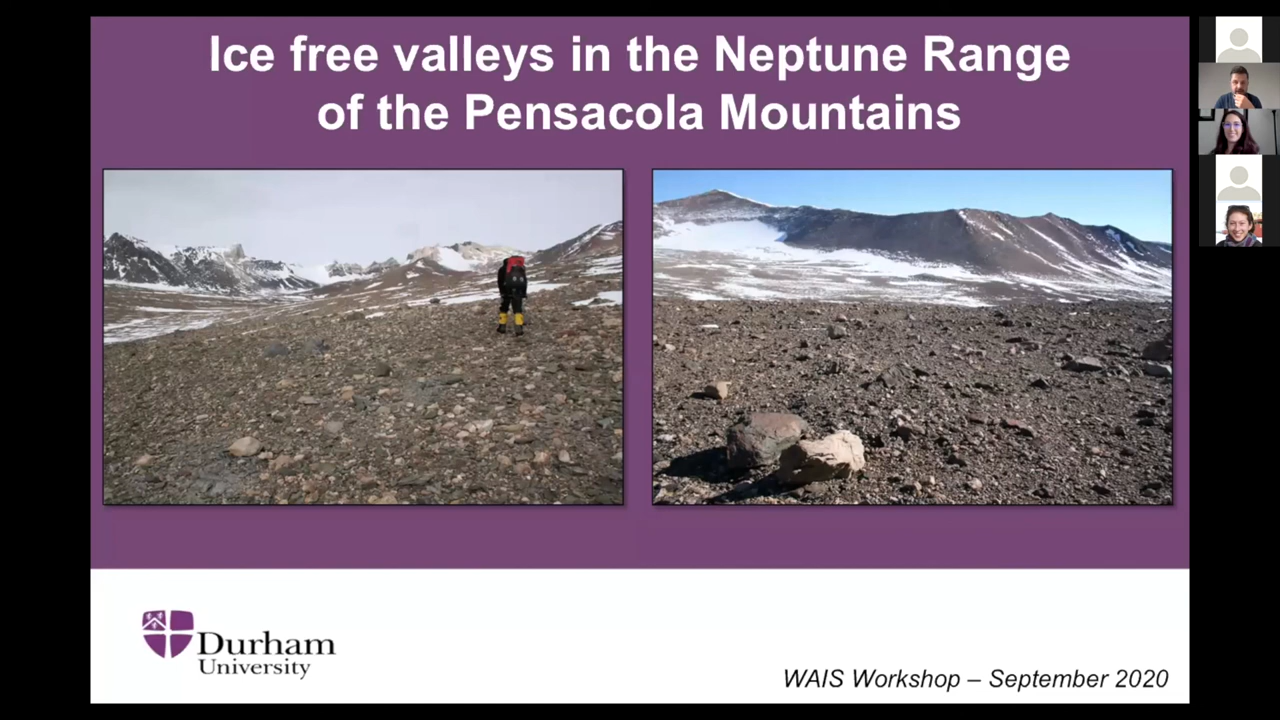 Ice free valleys in the Neptune Range
of the Pensacola Mountains
Durham
University
WAIS Workshop – September 2020